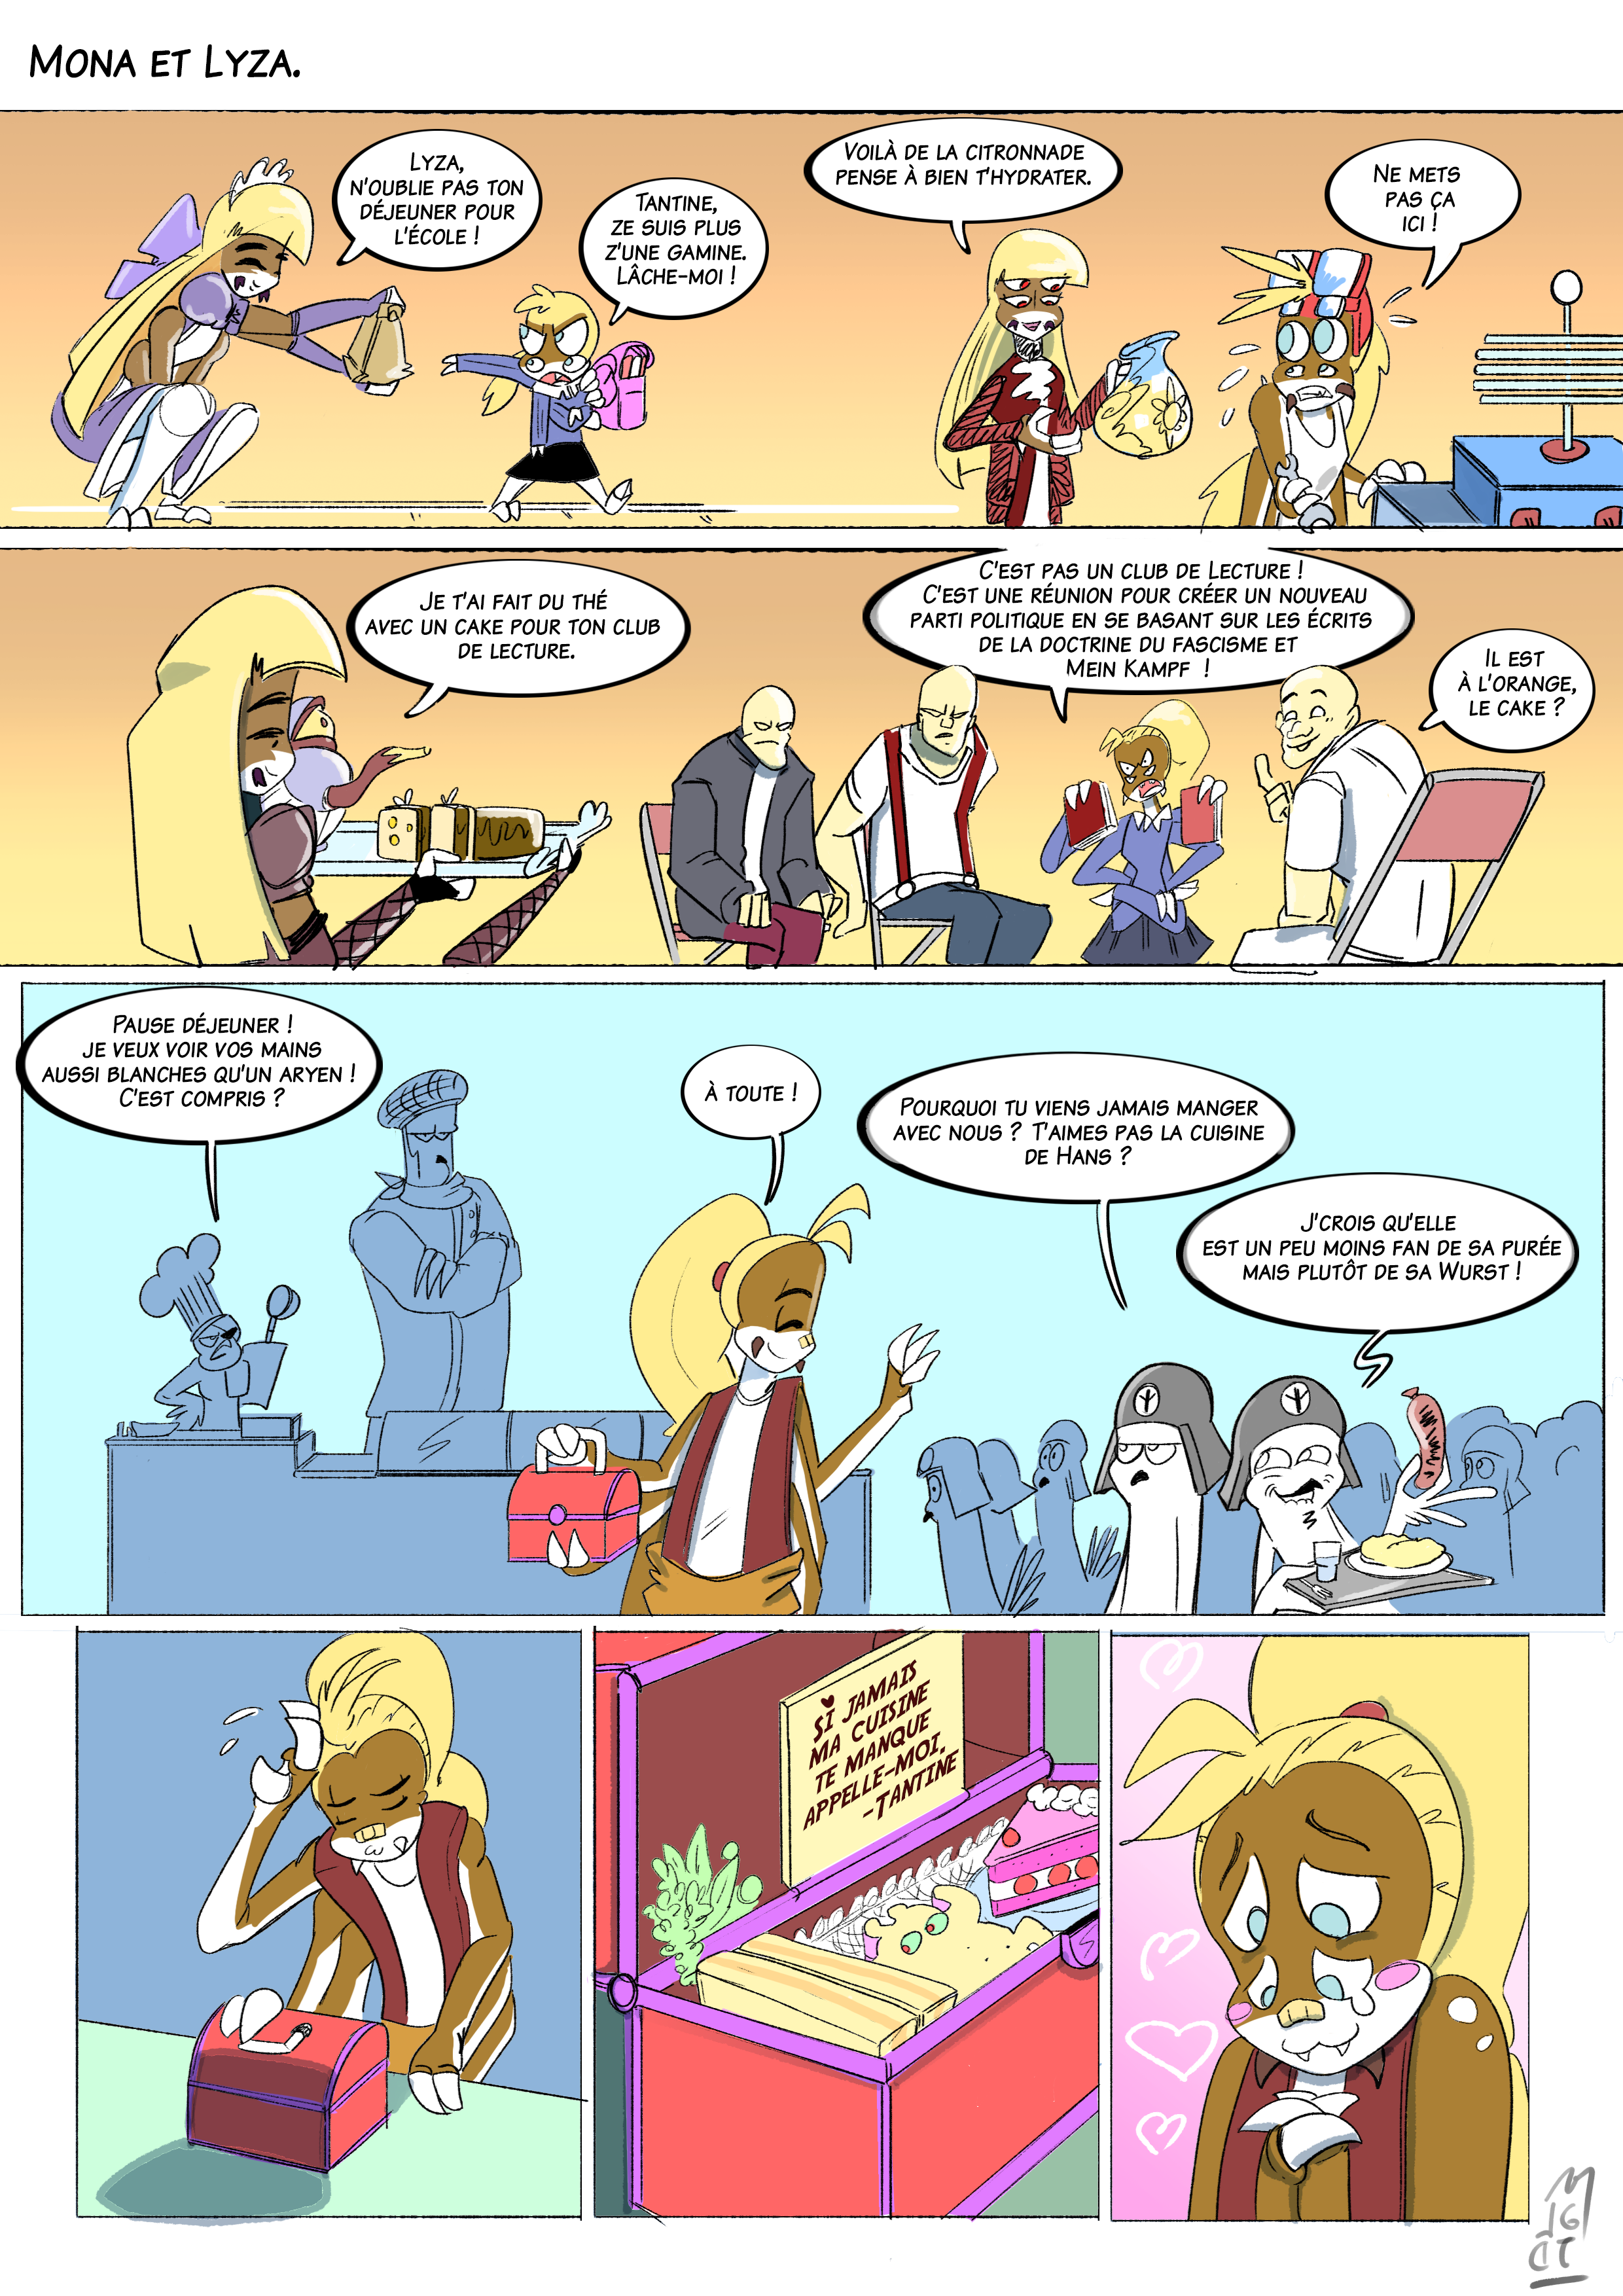 Mona et Lyza.
Lyza,
n'oublie pas ton
déjeuner pour
l'école !
Tantine,
ze suis plus
z'une gamine.
Lâche-moi !
Voilà de la citronnade
pense à bien t'hydrater.
Ne mets
pas ça
ici !
Je t'ai fait du thé
avec un cake pour ton club
de lecture.
C'est pas un club de Lecture !
C'est une réunion pour créer un nouveau
parti politique en se basant sur les écrits
de la doctrine du fascisme et
Mein Kampf !
Il est
à l'orange,
le cake ?
Pause déjeuner !
je veux voir vos mains
aussi blanches qu'un aryen !
C'est compris ?
À toute !
Pourquoi tu viens jamais manger
avec nous ? T'aimes pas la cuisine
de Hans ?
J'crois qu'elle
est un peu moins fan de sa purée
mais plutôt de sa Wurst !
Si jamais
ma cuisine
te manque
appelle-moi.
-Tantine